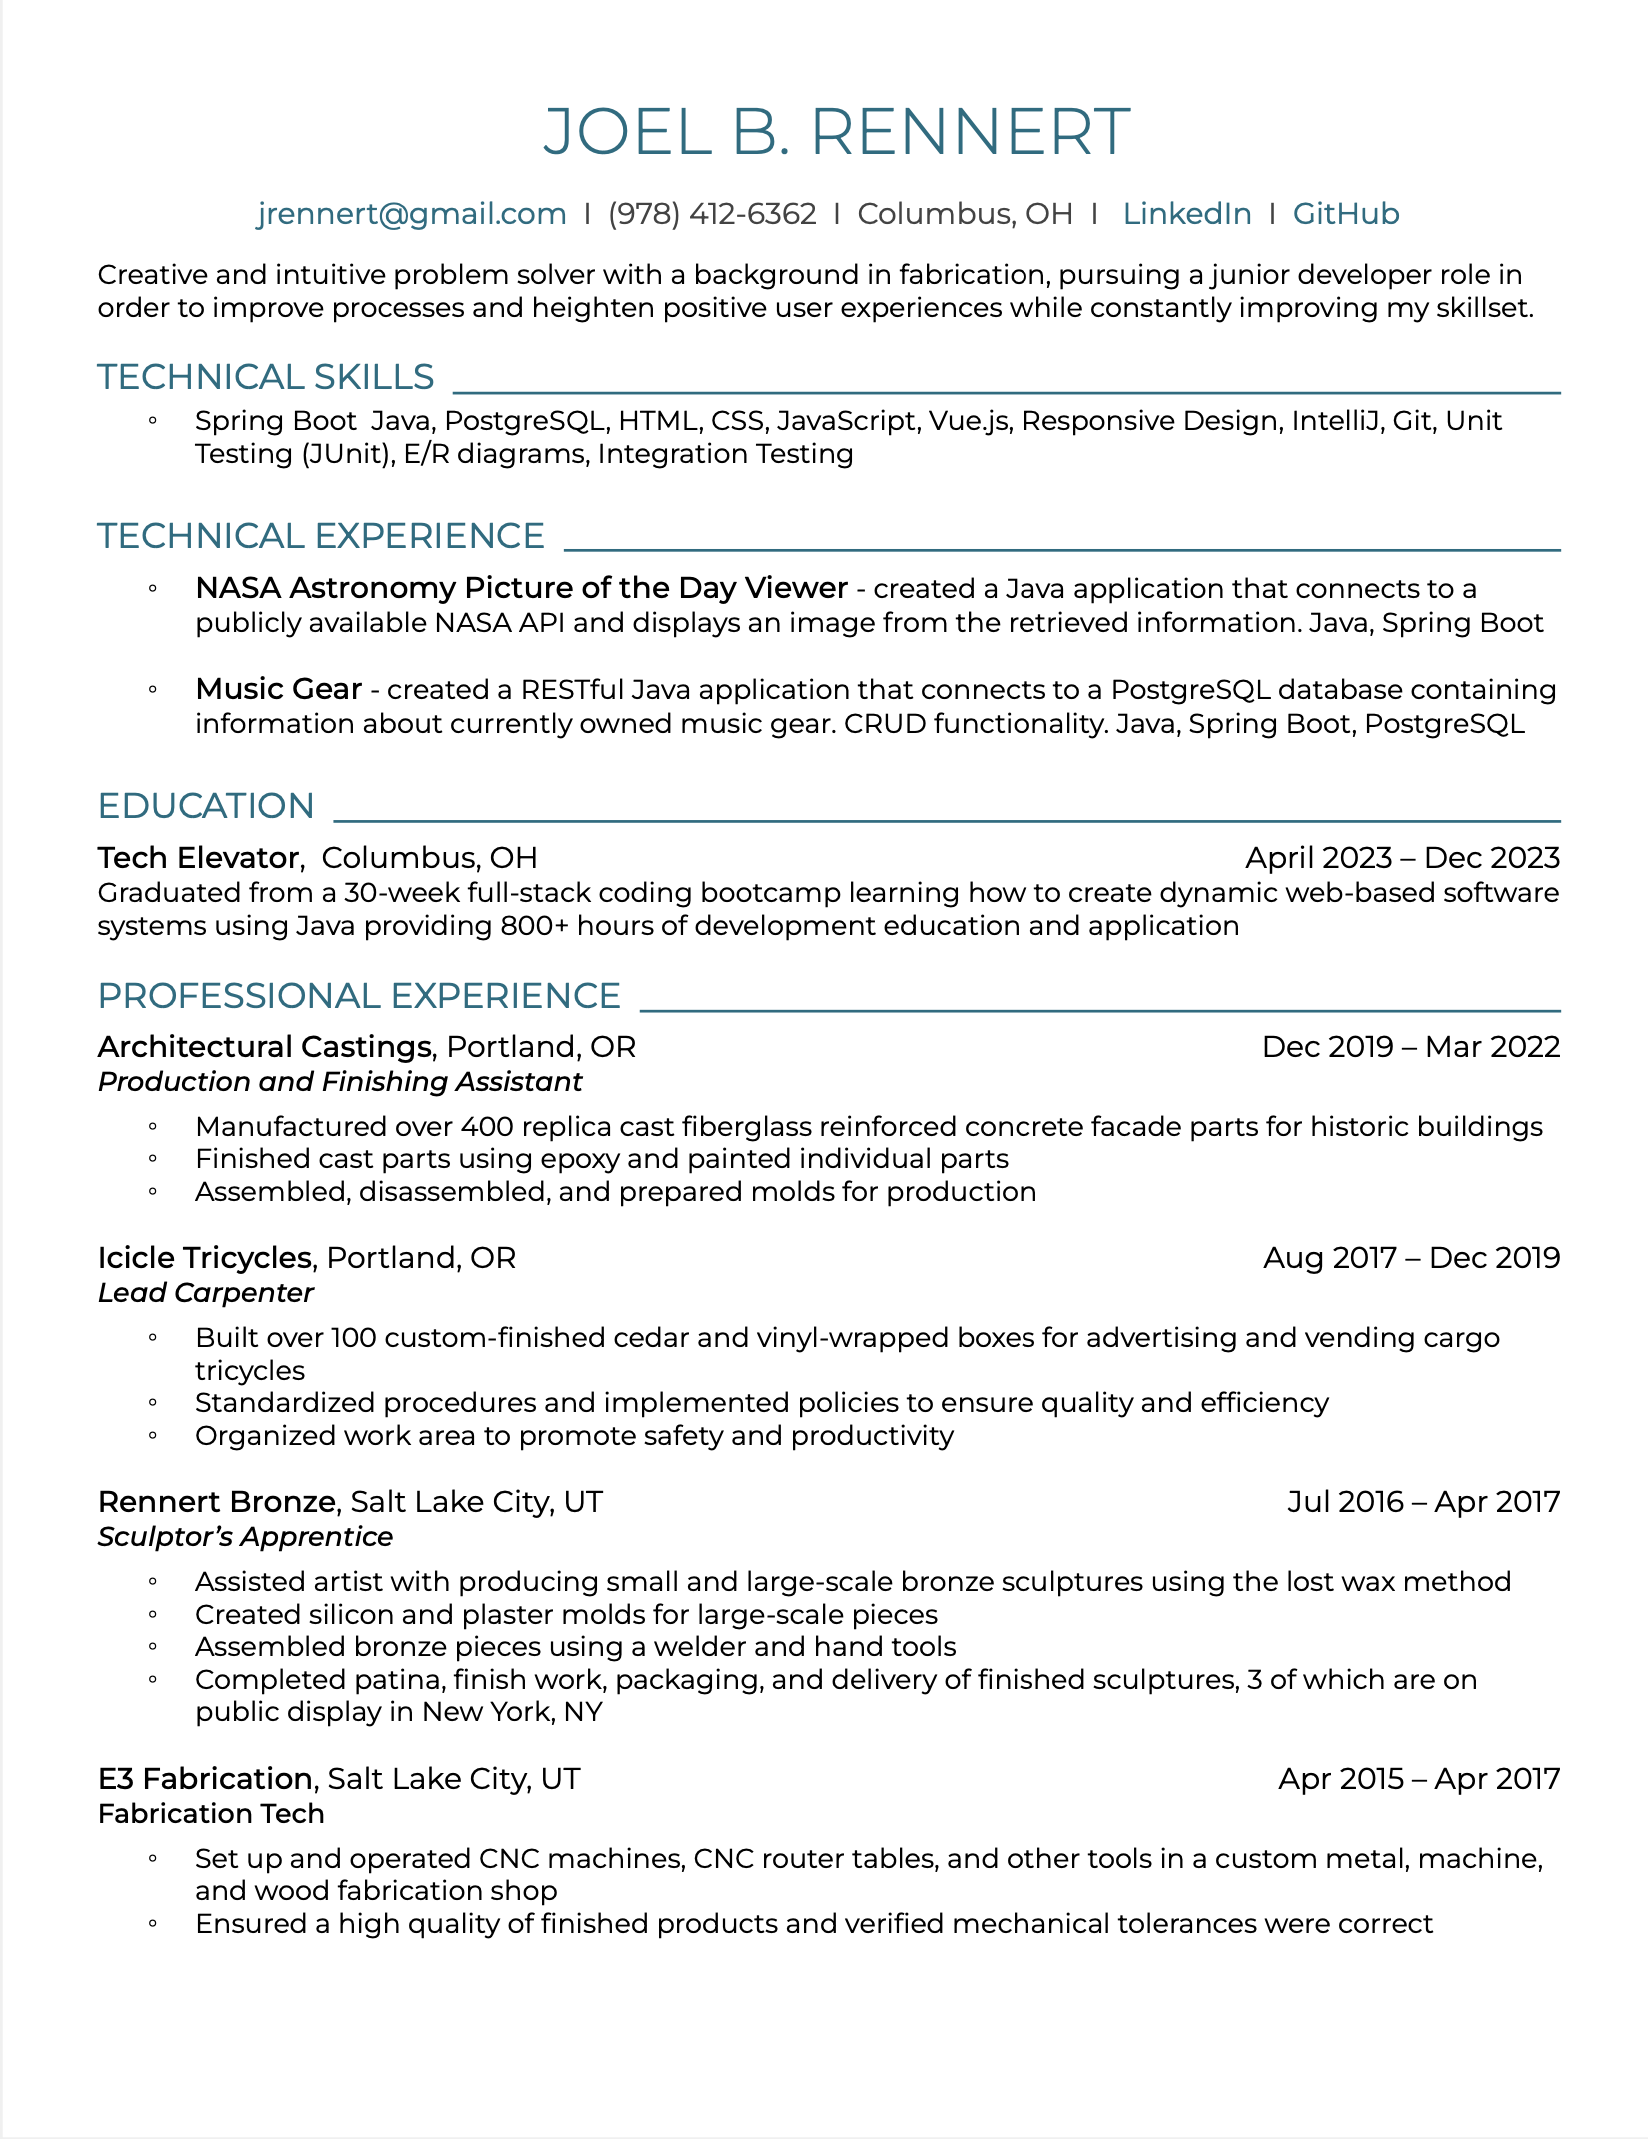 JOEL B. RENNERT
jrennert@gmail.com | (978) 412-6362 | Columbus, OH | LinkedIn | GitHub
Creative and intuitive problem solver with a background in fabrication, pursuing a junior developer role in
order to improve processes and heighten positive user experiences while constantly improving my skillset.
TECHNICAL SKILLS
◦ Spring Boot  Java, PostgreSQL, HTML, CSS, JavaScript, Vue.js, Responsive Design, IntelliJ, Git, Unit
Testing (JUnit), E/R diagrams, Integration Testing
TECHNICAL EXPERIENCE
◦ NASA Astronomy Picture of the Day Viewer - created a Java application that connects to a
publicly available NASA API and displays an image from the retrieved information. Java, Spring Boot
◦ Music Gear - created a RESTful Java application that connects to a PostgreSQL database containing
information about currently owned music gear. CRUD functionality. Java, Spring Boot, PostgreSQL
EDUCATION
Tech Elevator,  Columbus, OH April 2023 – Dec 2023
Graduated from a 30-week full-stack coding bootcamp learning how to create dynamic web-based software
systems using Java providing 800+ hours of development education and application
PROFESSIONAL EXPERIENCE
Architectural Castings, Portland, OR Dec 2019 – Mar 2022
Production and Finishing Assistant
◦ Manufactured over 400 replica cast fiberglass reinforced concrete facade parts for historic buildings
◦ Finished cast parts using epoxy and painted individual parts
◦ Assembled, disassembled, and prepared molds for production
Icicle Tricycles, Portland, OR Aug 2017 – Dec 2019
Lead Carpenter
◦ Built over 100 custom-finished cedar and vinyl-wrapped boxes for advertising and vending cargo
tricycles
◦ Standardized procedures and implemented policies to ensure quality and efficiency
◦ Organized work area to promote safety and productivity
Rennert Bronze, Salt Lake City, UT Jul 2016 – Apr 2017
Sculptor’s Apprentice
◦ Assisted artist with producing small and large-scale bronze sculptures using the lost wax method
◦ Created silicon and plaster molds for large-scale pieces
◦ Assembled bronze pieces using a welder and hand tools
◦ Completed patina, finish work, packaging, and delivery of finished sculptures, 3 of which are on
public display in New York, NY
E3 Fabrication, Salt Lake City, UT Apr 2015 – Apr 2017
Fabrication Tech
◦ Set up and operated CNC machines, CNC router tables, and other tools in a custom metal, machine,
and wood fabrication shop
◦ Ensured a high quality of finished products and verified mechanical tolerances were correct